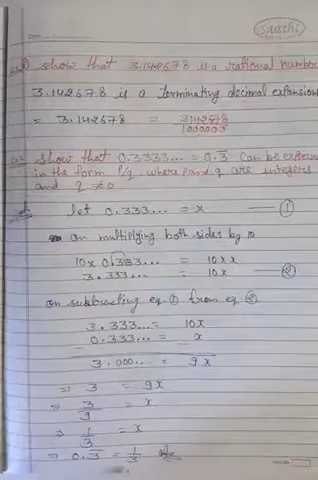 Saathi
Show that 3.142678 is a rational number
3.142678 is a terminating decimal expansion
= 3.142678 = 3142678
1000000
Show that 0.3333... = 0.3̅ Can be expressed
in the form P/q where p and q are integers
and q ≠ 0
let 0.333... = x ①
on multiplying both sides by 10
10 x 0.333... = 10 x x
3.333... = 10x ②
on subtracting eq. ① from eq ②
3.333... = 10x
0.333... = x
3.000... = 9x
⇒ 3 = 9x
⇒ 3 = x
9
⇒ 1 = x
3
⇒ 0.3̅ = 1/3